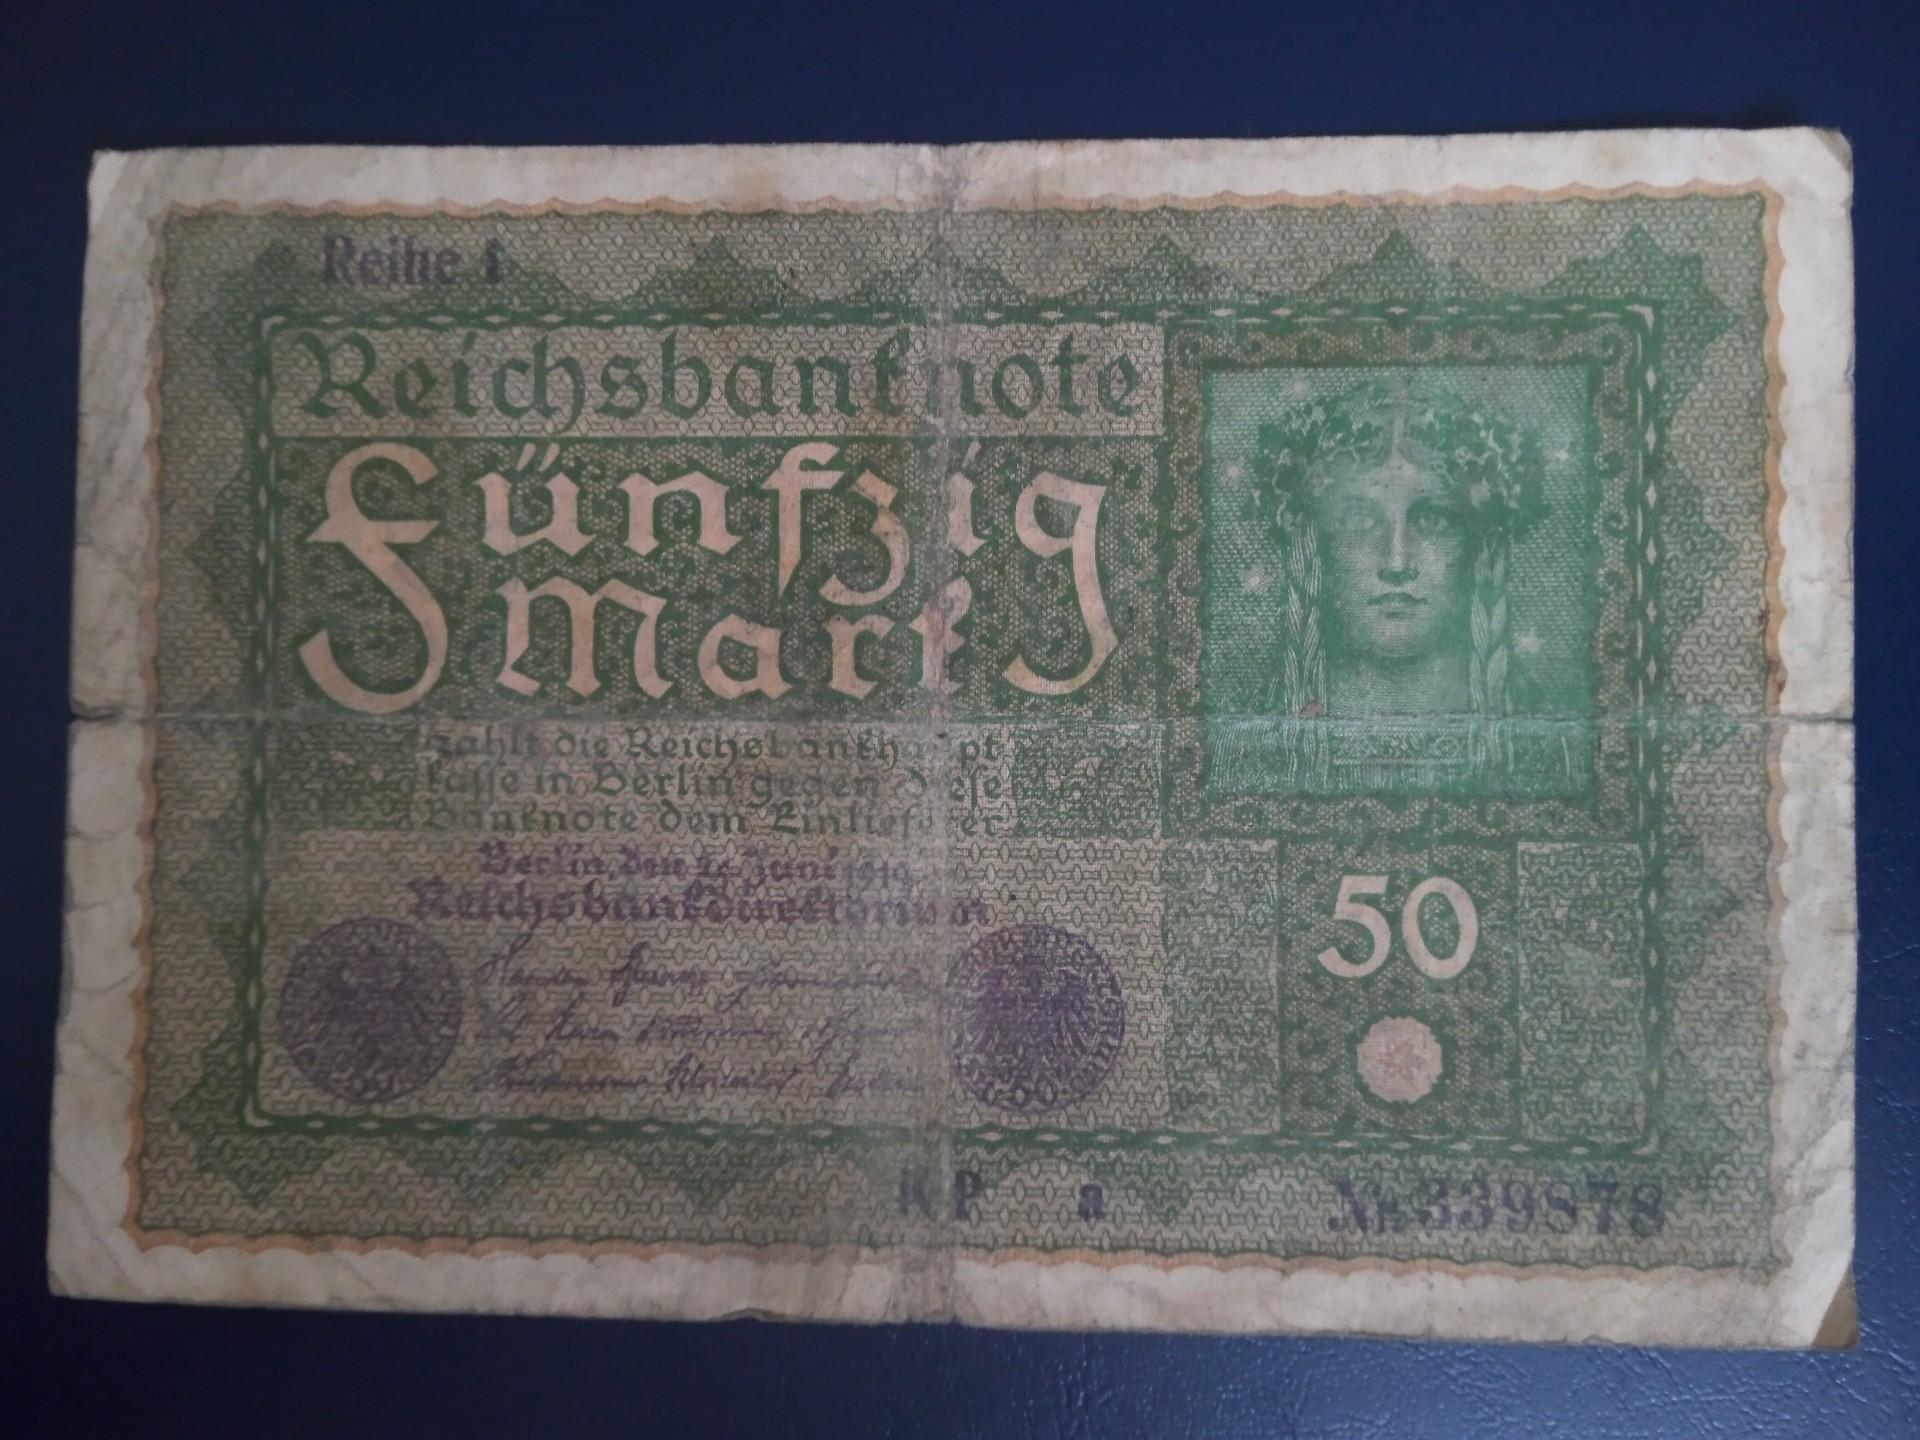 Reihe 1
Reichsbanknote
Fünfzig
Mark
zahlt die Reichsbankhaupt
kasse in Berlin gegen diese
Banknote dem Einlieferer
Berlin, den 24. Juni 1919
Reichsbankdirektorium
50
RP a № 339878